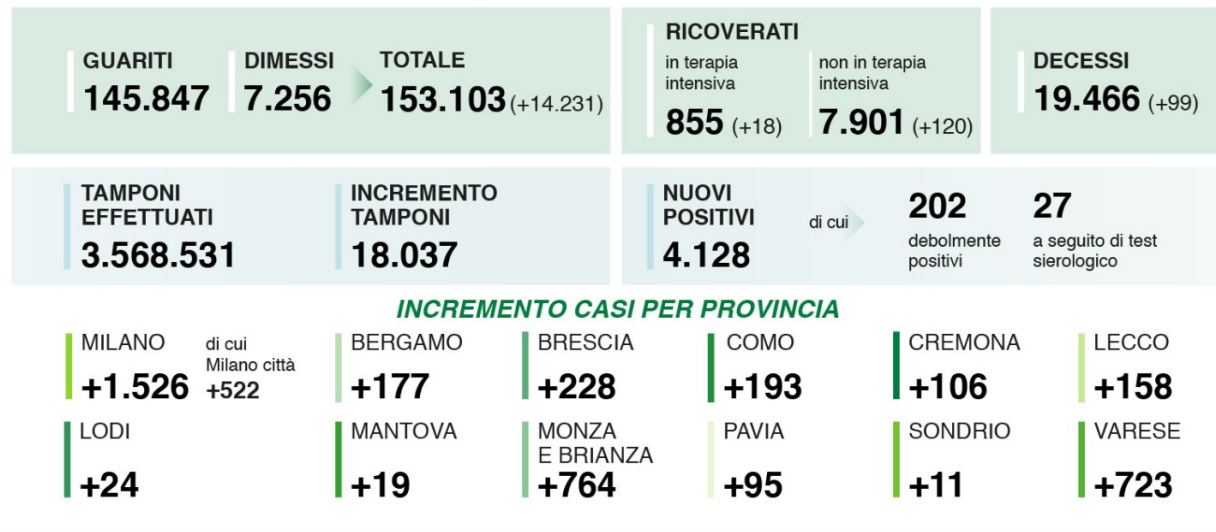 GUARITI
145.847
DIMESSI
7.256
TOTALE
153.103 (+14.231)
RICOVERATI
in terapia
intensiva
855 (+18)
non in terapia
intensiva
7.901 (+120)
DECESSI
19.466 (+99)
TAMPONI
EFFETTUATI
3.568.531
INCREMENTO
TAMPONI
18.037
NUOVI
POSITIVI
4.128
di cui
202
debolmente
positivi
27
a seguito di test
sierologico
INCREMENTO CASI PER PROVINCIA
MILANO
+1.526
di cui
Milano città
+522
BERGAMO
+177
BRESCIA
+228
COMO
+193
CREMONA
+106
LECCO
+158
LODI
+24
MANTOVA
+19
MONZA
E BRIANZA
+764
PAVIA
+95
SONDRIO
+11
VARESE
+723